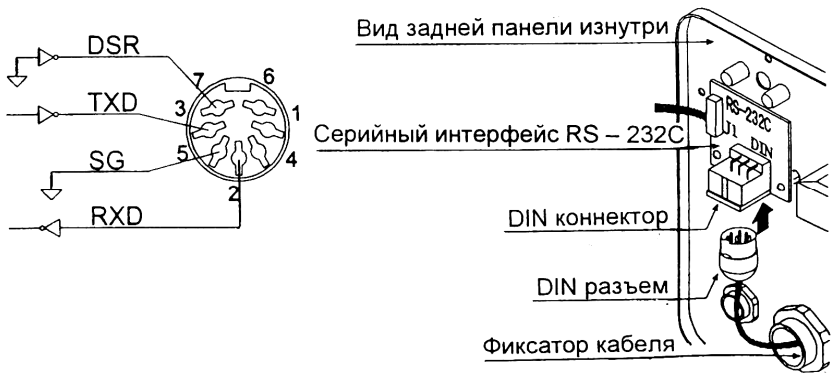 DSR
TXD
SG
RXD
7
6
3
1
5
4
2
Вид задней панели изнутри
RS-232C
J1
DIN
Серийный интерфейс RS – 232C
DIN коннектор
DIN разъем
Фиксатор кабеля